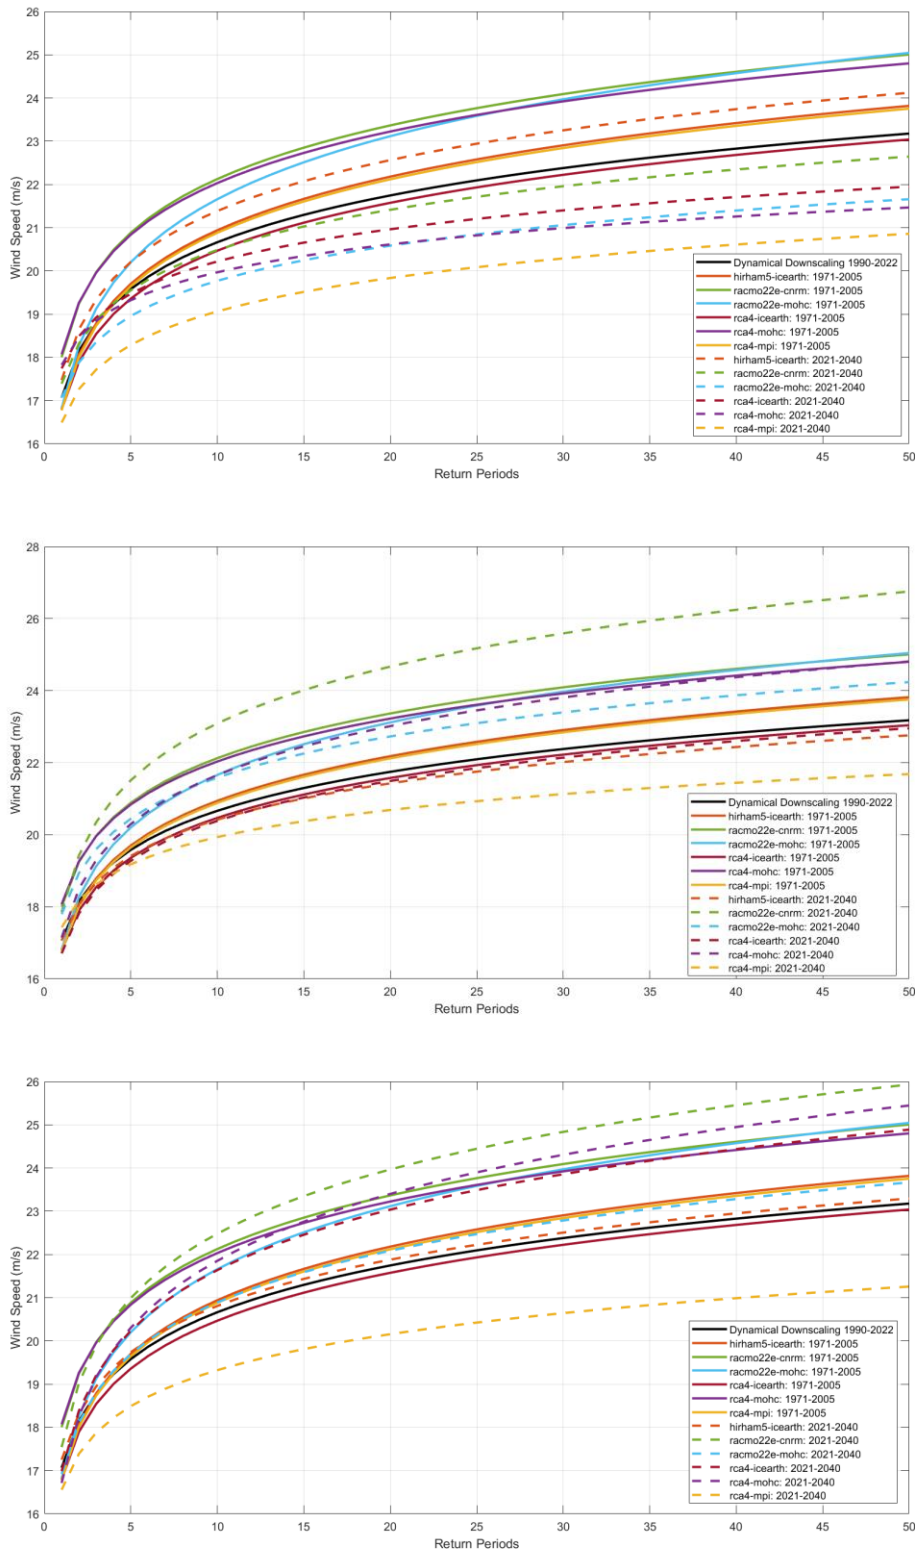 26
25
24
23
22
21
20
19
18
17
16
Wind Speed (m/s)
Dynamical Downscaling 1990-2022
hirham5-icearth: 1971-2005
racmo22e-cnrm: 1971-2005
racmo22e-mohc: 1971-2005
rca4-icearth: 1971-2005
rca4-mohc: 1971-2005
rca4-mpi: 1971-2005
hirham5-icearth: 2021-2040
racmo22e-cnrm: 2021-2040
racmo22e-mohc: 2021-2040
rca4-icearth: 2021-2040
rca4-mohc: 2021-2040
rca4-mpi: 2021-2040
0 5 10 15 20 25 30 35 40 45 50
Return Periods
28
26
24
22
20
18
16
Wind Speed (m/s)
Dynamical Downscaling 1990-2022
hirham5-icearth: 1971-2005
racmo22e-cnrm: 1971-2005
racmo22e-mohc: 1971-2005
rca4-icearth: 1971-2005
rca4-mohc: 1971-2005
rca4-mpi: 1971-2005
hirham5-icearth: 2021-2040
racmo22e-cnrm: 2021-2040
racmo22e-mohc: 2021-2040
rca4-icearth: 2021-2040
rca4-mohc: 2021-2040
rca4-mpi: 2021-2040
0 5 10 15 20 25 30 35 40 45 50
Return Periods
26
25
24
23
22
21
20
19
18
17
16
Wind Speed (m/s)
Dynamical Downscaling 1990-2022
hirham5-icearth: 1971-2005
racmo22e-cnrm: 1971-2005
racmo22e-mohc: 1971-2005
rca4-icearth: 1971-2005
rca4-mohc: 1971-2005
rca4-mpi: 1971-2005
hirham5-icearth: 2021-2040
racmo22e-cnrm: 2021-2040
racmo22e-mohc: 2021-2040
rca4-icearth: 2021-2040
rca4-mohc: 2021-2040
rca4-mpi: 2021-2040
0 5 10 15 20 25 30 35 40 45 50
Return Periods